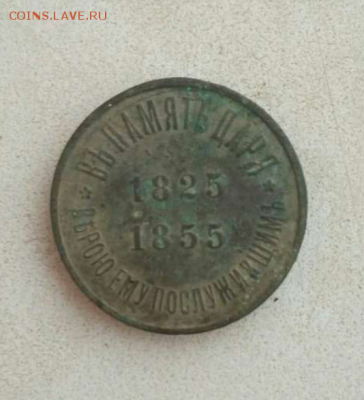 COINS.LAVE.RU
* ВЪ ПАМЯТЬ ЦАРЯ *
1825
1855
ВѢРОЮ ЕМУ ПОСЛУЖИВШИМЪ